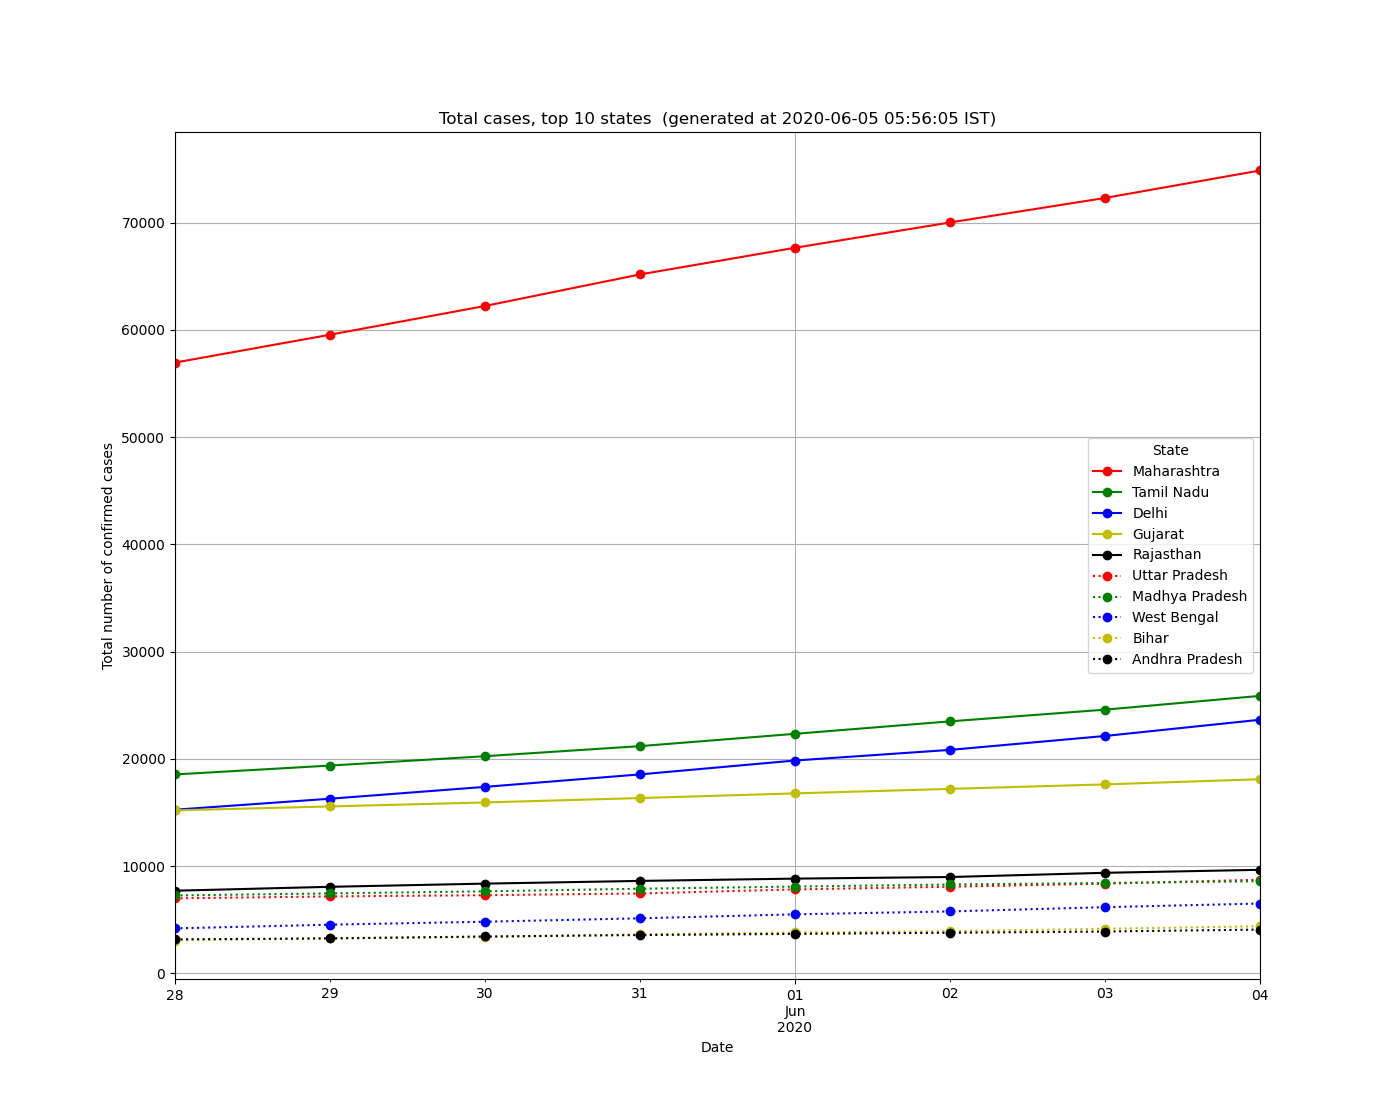 Total cases, top 10 states  (generated at 2020-06-05 05:56:05 IST)
Total number of confirmed cases
70000
60000
50000
40000
30000
20000
10000
0
State
Maharashtra
Tamil Nadu
Delhi
Gujarat
Rajasthan
Uttar Pradesh
Madhya Pradesh
West Bengal
Bihar
Andhra Pradesh
28 29 30 31 01 02 03 04
Jun
2020
Date